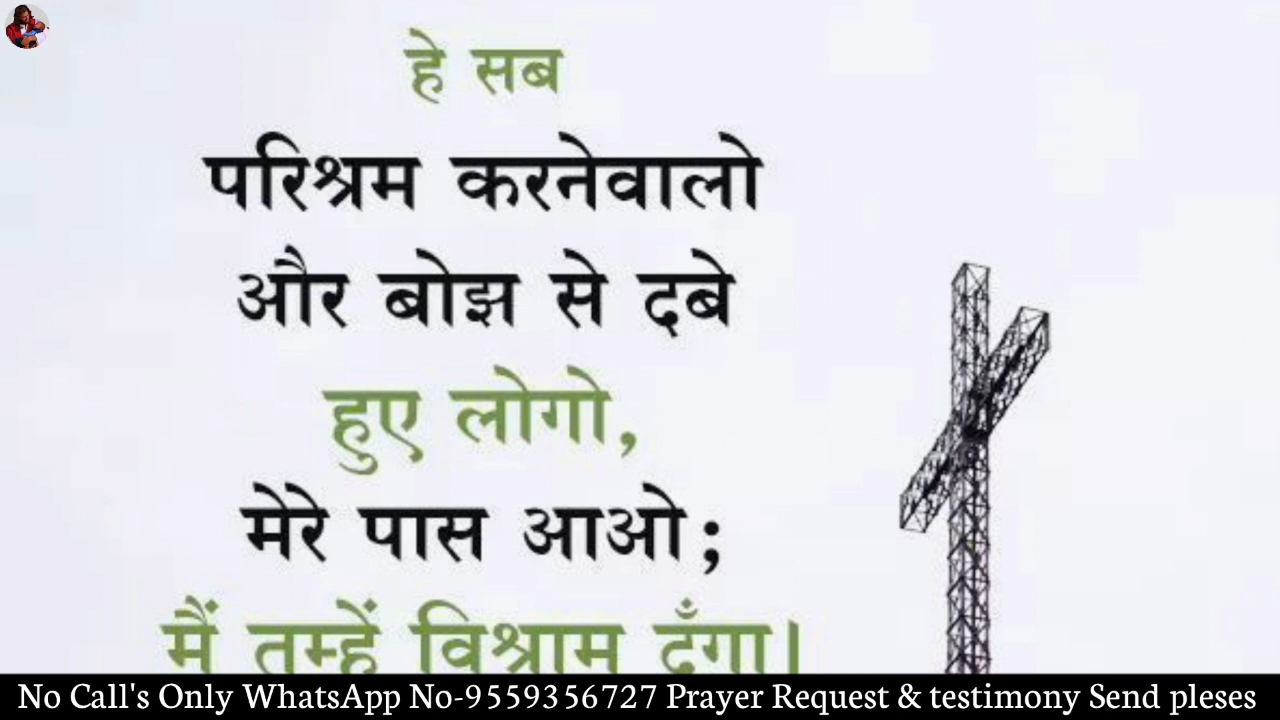 हे सब
परिश्रम करनेवालो
और बोझ से दबे
हुए लोगो,
मेरे पास आओ;
मैं तुम्हें विश्राम दूँगा।
No Call's Only WhatsApp No-9559356727 Prayer Request & testimony Send pleses